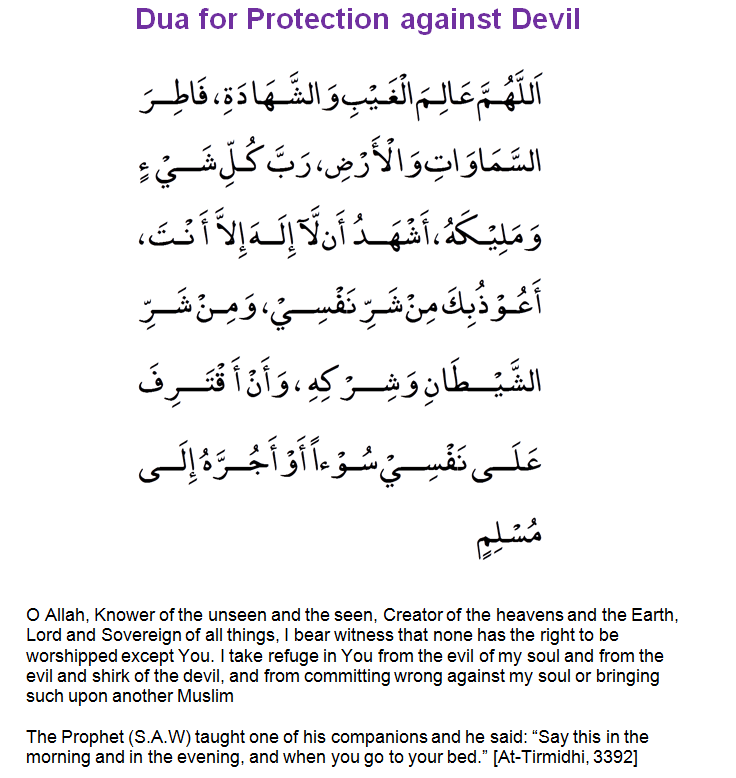 Dua for Protection against Devil
اَللَّهُمَّ عَالِمَ الْغَيْبِ وَالشَّهَادَةِ، فَاطِرَ
السَّمَاوَاتِ وَالْأَرْضِ، رَبَّ كُلِّ شَيْءٍ
وَمَلِيْكَهُ، أَشْهَدُ أَن لَّآ إِلَهَ إِلاَّ أَنْتَ،
أَعُوْذُبِكَ مِنْ شَرِّ نَفْسِيْ، وَمِنْ شَرِّ
الشَّيْطَانِ وَشِرْكِهِ، وَأَنْ أَقْتَرِفَ
عَلَى نَفْسِيْ سُوْءاً أَوْ أَجُرَّهُ إِلَى
مُسْلِمٍ
O Allah, Knower of the unseen and the seen, Creator of the heavens and the Earth,
Lord and Sovereign of all things, I bear witness that none has the right to be
worshipped except You. I take refuge in You from the evil of my soul and from the
evil and shirk of the devil, and from committing wrong against my soul or bringing
such upon another Muslim
The Prophet (S.A.W) taught one of his companions and he said: “Say this in the
morning and in the evening, and when you go to your bed.” [At-Tirmidhi, 3392]